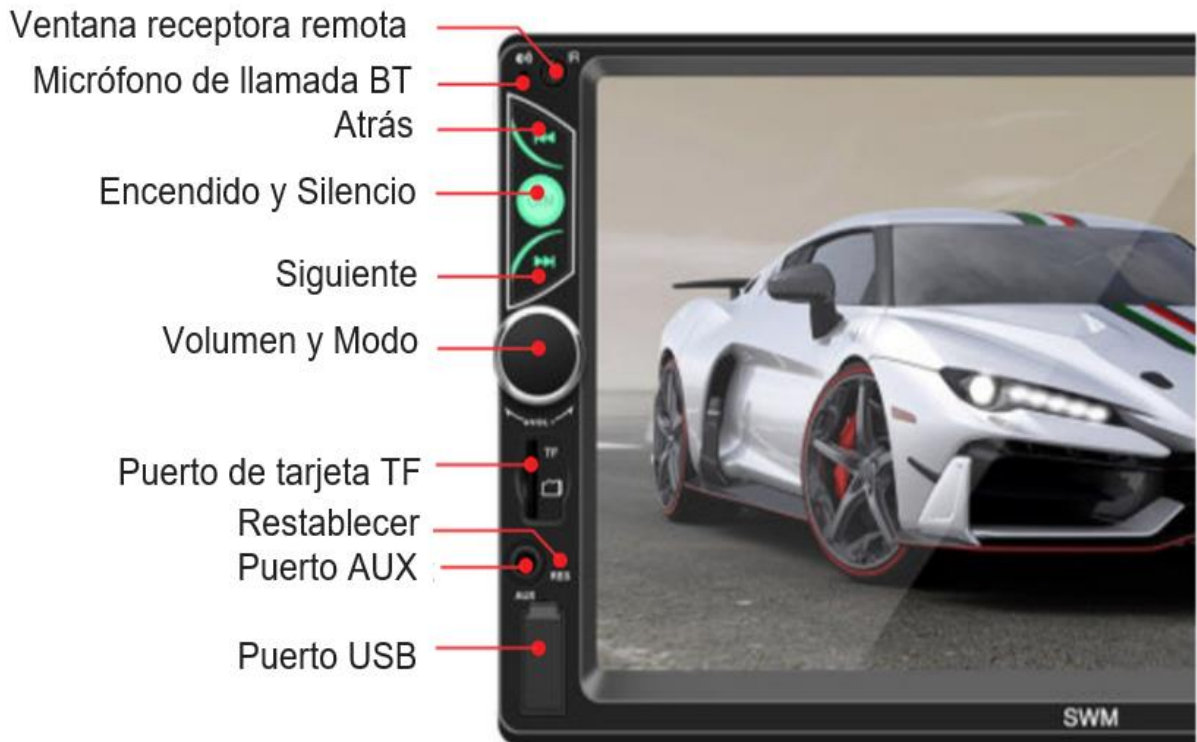 Ventana receptora remota
IR
Micrófono de llamada BT
Atrás
Encendido y Silencio
Siguiente
Volumen y Modo
TF
Puerto de tarjeta TF
Restablecer
Puerto AUX
RES
AUX
Puerto USB
SWM